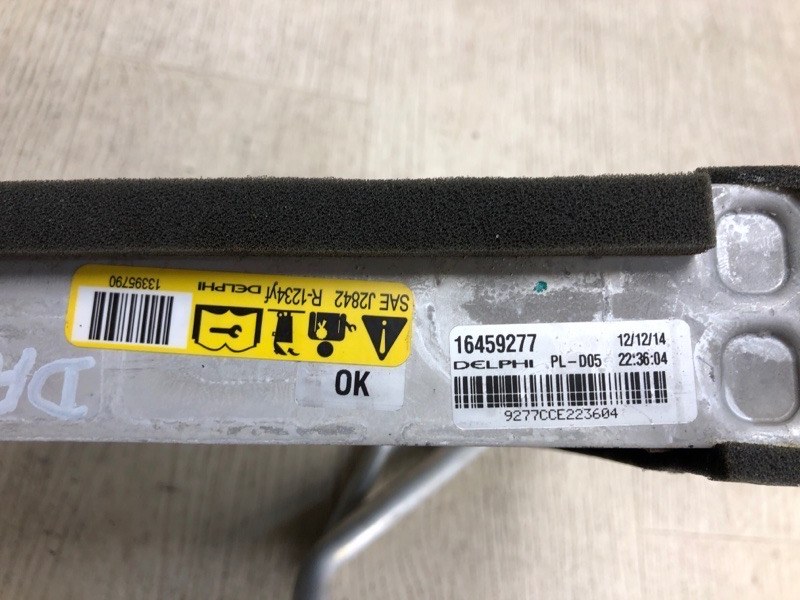 SAE J2842 R-1234yf DELPHI
13395790
OK
16459277 12/12/14
DELPHI PL-D05 22:36:04
9277CCE223604